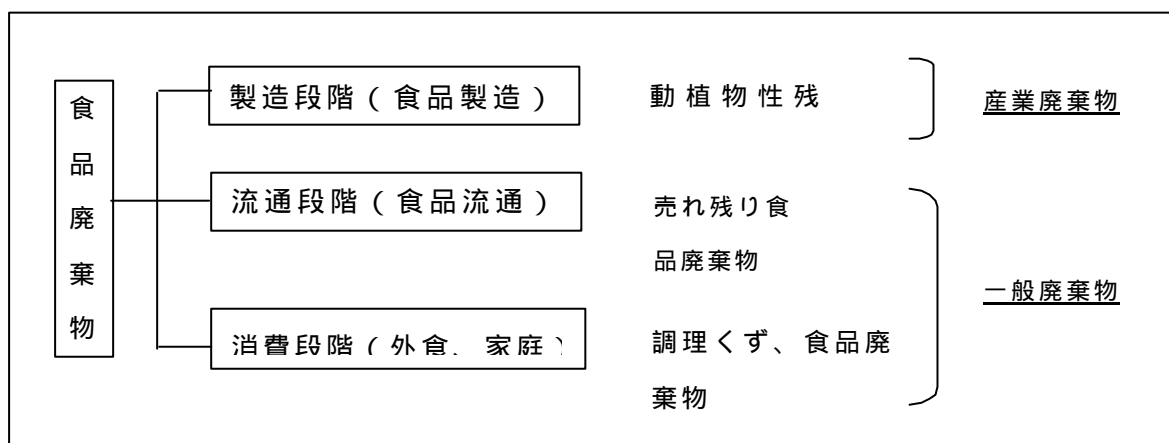 食品廃棄物
製造段階(食品製造)
動植物性残
産業廃棄物
流通段階(食品流通)
売れ残り食
品廃棄物
一般廃棄物
消費段階(外食、家庭)
調理くず、食品廃
棄物